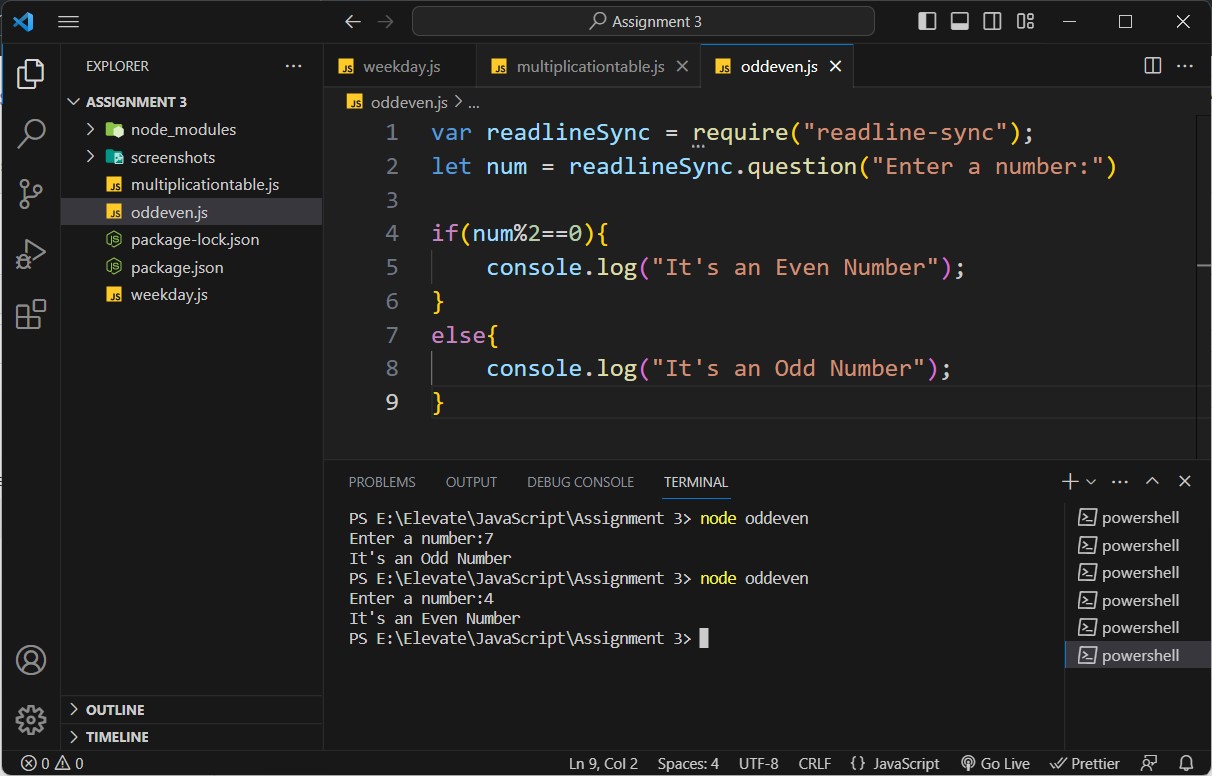 Assignment 3
EXPLORER
ASSIGNMENT 3
node_modules
screenshots
multiplicationtable.js
oddeven.js
package-lock.json
package.json
weekday.js
OUTLINE
TIMELINE
weekday.js
multiplicationtable.js
oddeven.js
oddeven.js > ...
1 var readlineSync = require("readline-sync");
2 let num = readlineSync.question("Enter a number:")
3
4 if(num%2==0){
5     console.log("It's an Even Number");
6 }
7 else{
8     console.log("It's an Odd Number");
9 }
PROBLEMS OUTPUT DEBUG CONSOLE TERMINAL
PS E:\Elevate\JavaScript\Assignment 3> node oddeven
Enter a number:7
It's an Odd Number
PS E:\Elevate\JavaScript\Assignment 3> node oddeven
Enter a number:4
It's an Even Number
PS E:\Elevate\JavaScript\Assignment 3>
powershell
powershell
powershell
powershell
powershell
powershell
0 0 Ln 9, Col 2 Spaces: 4 UTF-8 CRLF {} JavaScript Go Live Prettier